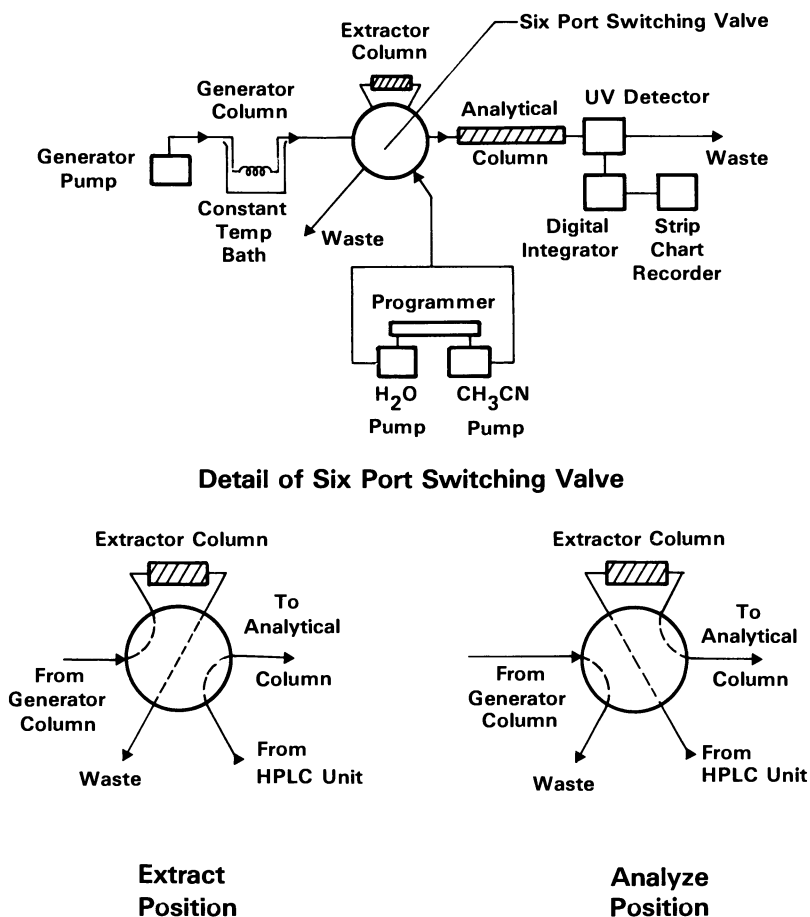 Six Port Switching Valve
Extractor
Column
Generator
Column
Analytical
Column
UV Detector
Generator
Pump
Waste
Constant
Temp
Bath
Waste
Digital
Integrator
Strip
Chart
Recorder
Programmer
H2O
Pump
CH3CN
Pump
Detail of Six Port Switching Valve
Extractor Column
To
Analytical
Column
From
Generator
Column
Waste
From
HPLC Unit
Extract
Position
Extractor Column
To
Analytical
Column
From
Generator
Column
Waste
From
HPLC Unit
Analyze
Position